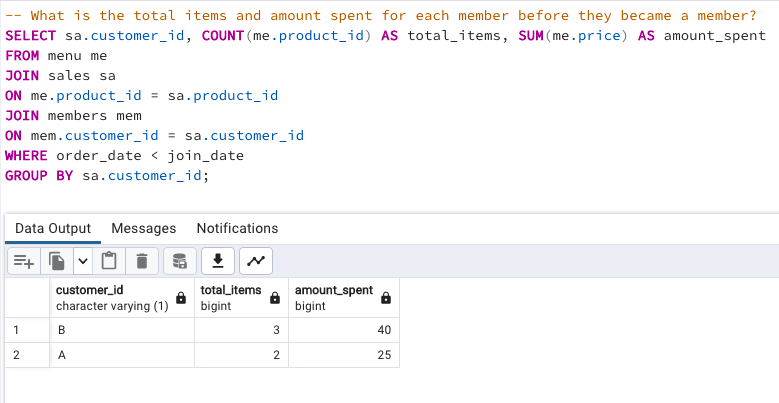 -- What is the total items and amount spent for each member before they became a member?
SELECT sa.customer_id, COUNT(me.product_id) AS total_items, SUM(me.price) AS amount_spent
FROM menu me
JOIN sales sa
ON me.product_id = sa.product_id
JOIN members mem
ON mem.customer_id = sa.customer_id
WHERE order_date < join_date
GROUP BY sa.customer_id;
Data Output Messages Notifications
customer_id total_items amount_spent
character varying (1) bigint bigint
1 B 3 40
2 A 2 25